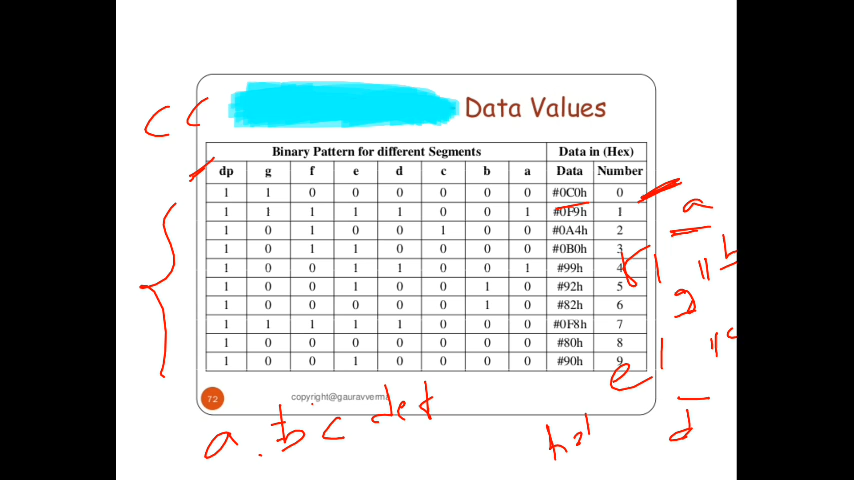 Data Values
CC
Binary Pattern for different Segments Data in (Hex)
dp g f e d c b a Data Number
1 1 0 0 0 0 0 0 #0C0h 0
1 1 1 1 1 0 0 1 #0F9h 1
1 0 1 0 0 1 0 0 #0A4h 2
1 0 1 1 0 0 0 0 #0B0h 3
1 0 0 1 1 0 0 1 #99h 4
1 0 0 1 0 0 1 0 #92h 5
1 0 0 0 0 0 1 0 #82h 6
1 1 1 1 1 0 0 0 #0F8h 7
1 0 0 0 0 0 0 0 #80h 8
1 0 0 1 0 0 0 0 #90h 9
a
b
c
e
d
72 copyright@gauravverma
a b c def